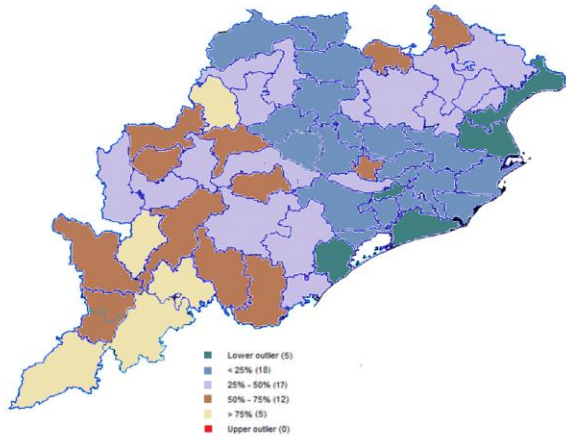 Lower outlier (5)
< 25% (18)
25% - 50% (17)
50% - 75% (12)
> 75% (5)
Upper outlier (0)